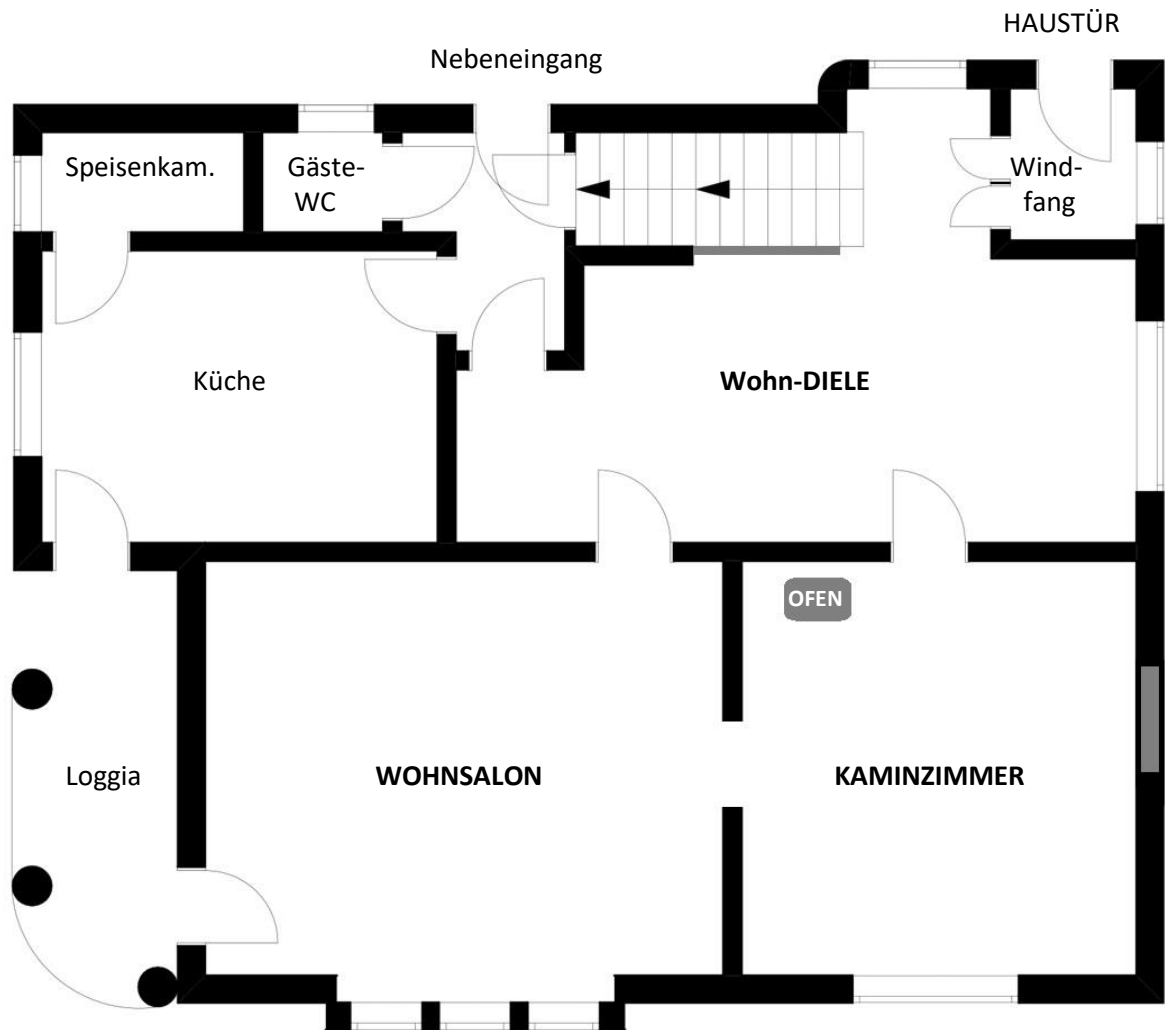 HAUSTÜR
Nebeneingang
Speisenkam.
Gäste-
WC
Wind-
fang
Küche
Wohn-DIELE
OFEN
Loggia
WOHNSALON
KAMINZIMMER